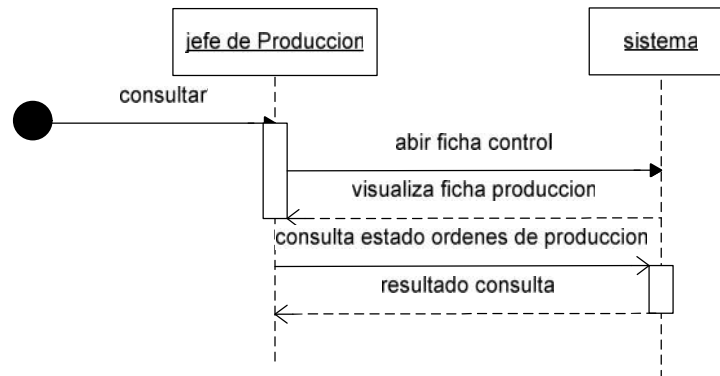 jefe de Produccion
sistema
consultar
abir ficha control
visualiza ficha produccion
consulta estado ordenes de produccion
resultado consulta